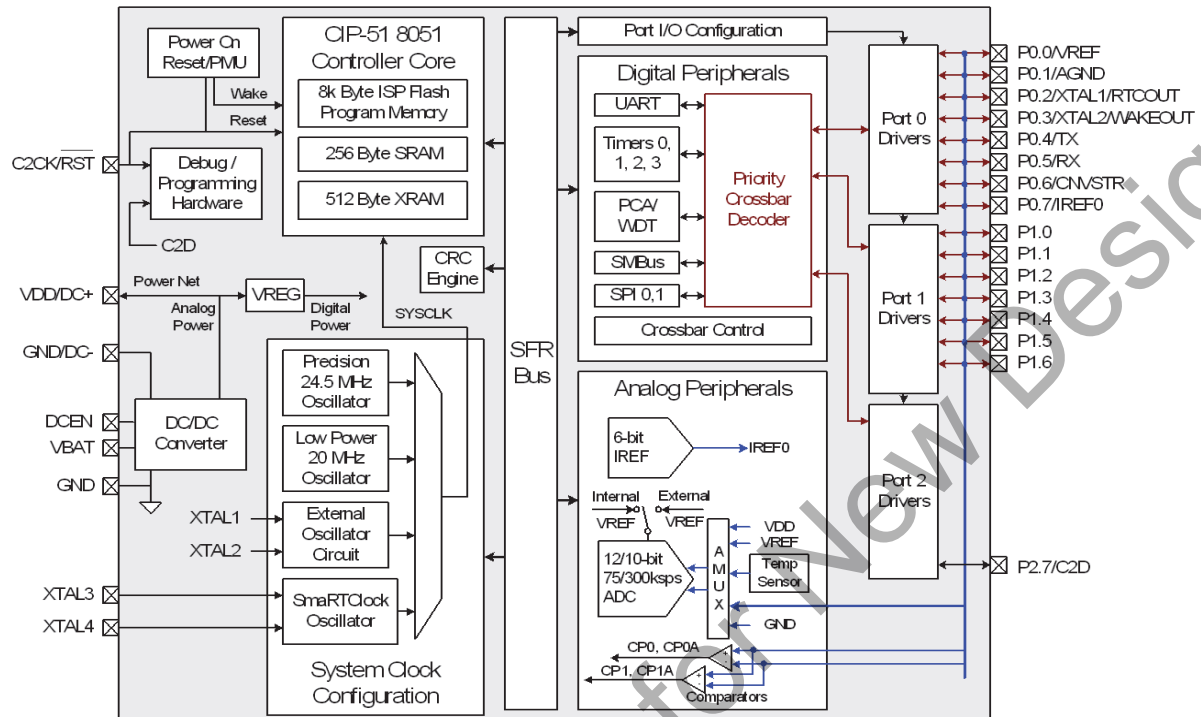 Power On
Reset/PMU
Wake
Reset
C2CK/RST
Debug /
Programming
Hardware
C2D
CIP-51 8051
Controller Core
8k Byte ISP Flash
Program Memory
256 Byte SRAM
512 Byte XRAM
CRC
Engine
VDD/DC+
Power Net
Analog
Power
VREG
Digital
Power
SYSCLK
GND/DC-
DCEN
VBAT
GND
DC/DC
Converter
Precision
24.5 MHz
Oscillator
Low Power
20 MHz
Oscillator
XTAL1
XTAL2
External
Oscillator
Circuit
XTAL3
XTAL4
SmaRTClock
Oscillator
System Clock
Configuration
SFR
Bus
Port I/O Configuration
Digital Peripherals
UART
Timers 0,
1, 2, 3
PCA/
WDT
SMBus
SPI 0,1
Priority
Crossbar
Decoder
Crossbar Control
Analog Peripherals
6-bit
IREF
IREF0
Internal
VREF
External
VREF
12/10-bit
75/300ksps
ADC
A
M
U
X
VDD
VREF
Temp
Sensor
GND
CP0, CP0A
CP1, CP1A
+
-
+
-
Comparators
Port 0
Drivers
Port 1
Drivers
Port 2
Drivers
P0.0/VREF
P0.1/AGND
P0.2/XTAL1/RTCOUT
P0.3/XTAL2/WAKEOUT
P0.4/TX
P0.5/RX
P0.6/CNVSTR
P0.7/IREF0
P1.0
P1.1
P1.2
P1.3
P1.4
P1.5
P1.6
P2.7/C2D
for New Desig